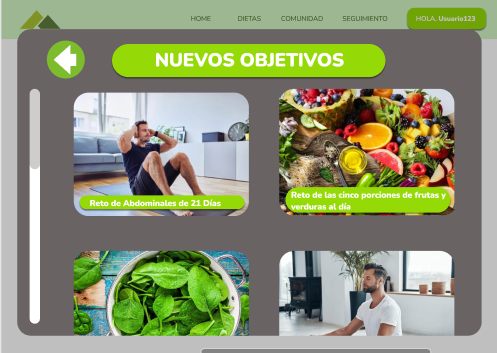 HOME DIETAS COMUNIDAD SEGUIMIENTO HOLA, Usuario123
NUEVOS OBJETIVOS
Reto de Abdominales de 21 Días
Reto de las cinco porciones de frutas y
verduras al día